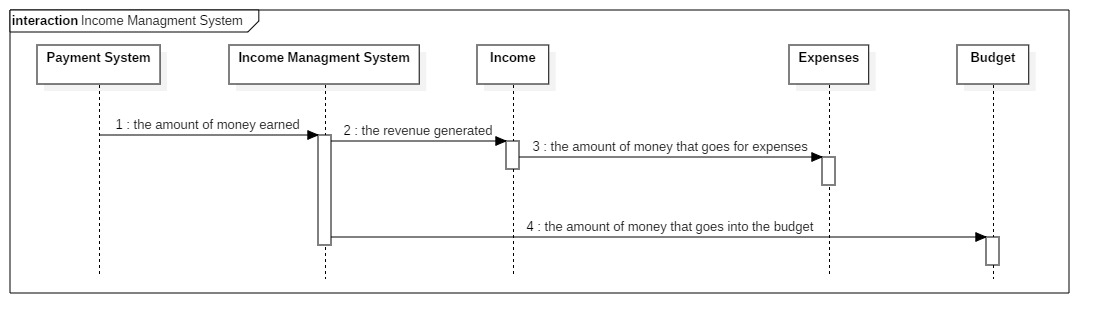 interaction Income Managment System
Payment System
Income Managment System
Income
Expenses
Budget
1 : the amount of money earned
2 : the revenue generated
3 : the amount of money that goes for expenses
4 : the amount of money that goes into the budget